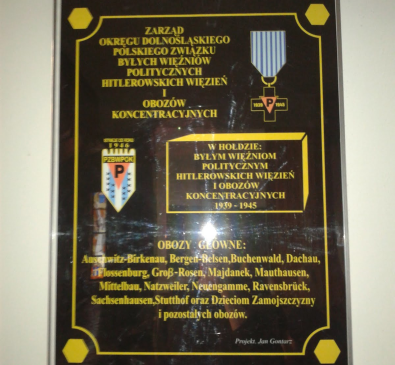 ZARZĄD
OKRĘGU DOLNOŚLĄSKIEGO
POLSKIEGO ZWIĄZKU
BYŁYCH WIĘŹNIÓW
POLITYCZNYCH
HITLEROWSKICH WIĘZIEŃ
I
OBOZÓW
KONCENTRACYJNYCH
1939 1945
P
1946
PZBWPOK
P
W HOŁDZIE:
BYŁYM WIĘŹNIOM
POLITYCZNYM
HITLEROWSKICH WIĘZIEŃ
I OBOZÓW
KONCENTRACYJNYCH
1939 - 1945
OBOZY GŁÓWNE:
Auschwitz-Birkenau, Bergen-Belsen,Buchenwald, Dachau,
Flossenburg, Groß-Rosen, Majdanek, Mauthausen,
Mittelbau, Natzweiler, Neuengamme, Ravensbrück,
Sachsenhausen,Stutthof oraz Dzieciom Zamojszczyzny
i pozostałych obozów.
Projekt. Jan